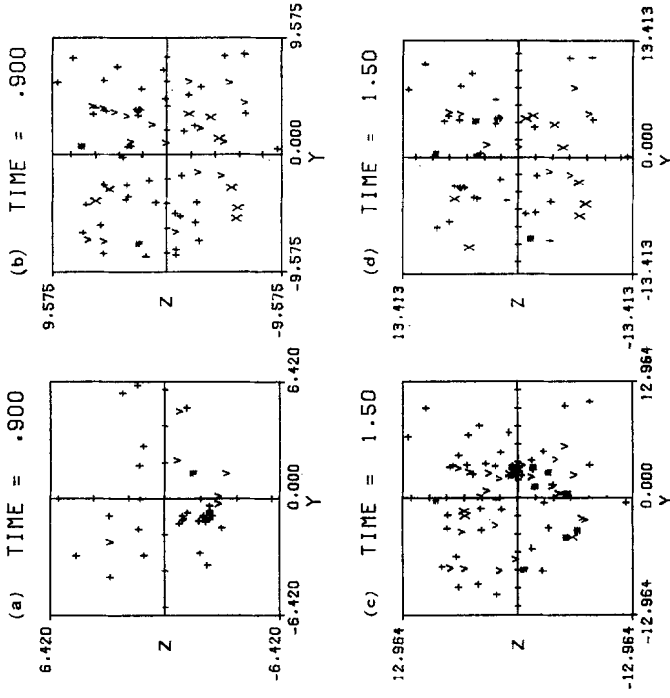 (a) TIME = .900
6.420
Z
-6.420
-6.420
0.000
6.420
Y
(b) TIME = .900
9.575
Z
-9.575
-9.575
0.000
9.575
Y
(c) TIME = 1.50
12.964
Z
-12.964
-12.964
0.000
12.964
Y
(d) TIME = 1.50
13.413
Z
-13.413
-13.413
0.000
13.413
Y